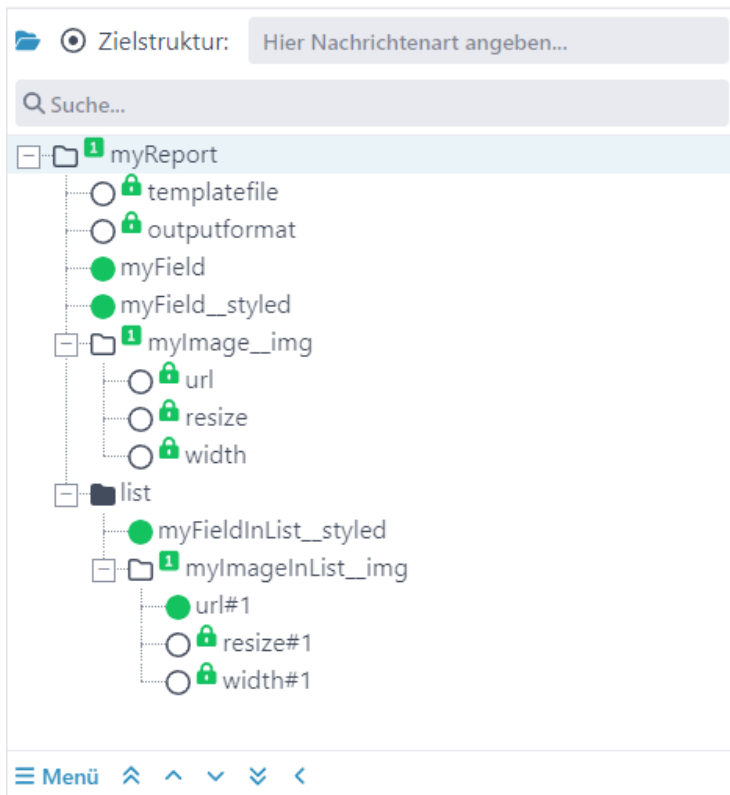 Zielstruktur: Hier Nachrichtenart angeben...
Suche...
1 myReport
templatefile
outputformat
myField
myField__styled
1 myImage__img
url
resize
width
list
myFieldInList__styled
1 myImageInList__img
url#1
resize#1
width#1
Menü